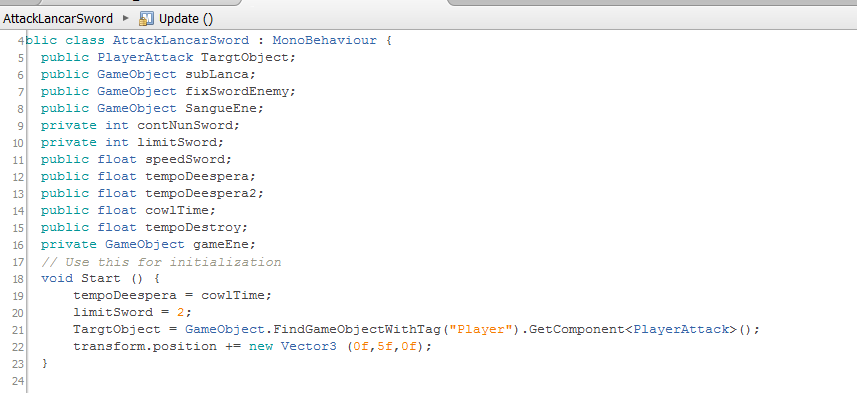 AttackLancarSword ▸ Update ()
4 blic class AttackLancarSword : MonoBehaviour {
5 public PlayerAttack TargtObject;
6 public GameObject subLanca;
7 public GameObject fixSwordEnemy;
8 public GameObject SangueEne;
9 private int contNunSword;
10 private int limitSword;
11 public float speedSword;
12 public float tempoDeespera;
13 public float tempoDeespera2;
14 public float cowlTime;
15 public float tempoDestroy;
16 private GameObject gameEne;
17 // Use this for initialization
18 void Start () {
19 tempoDeespera = cowlTime;
20 limitSword = 2;
21 TargtObject = GameObject.FindGameObjectWithTag("Player").GetComponent<PlayerAttack>();
22 transform.position += new Vector3 (0f,5f,0f);
23 }
24